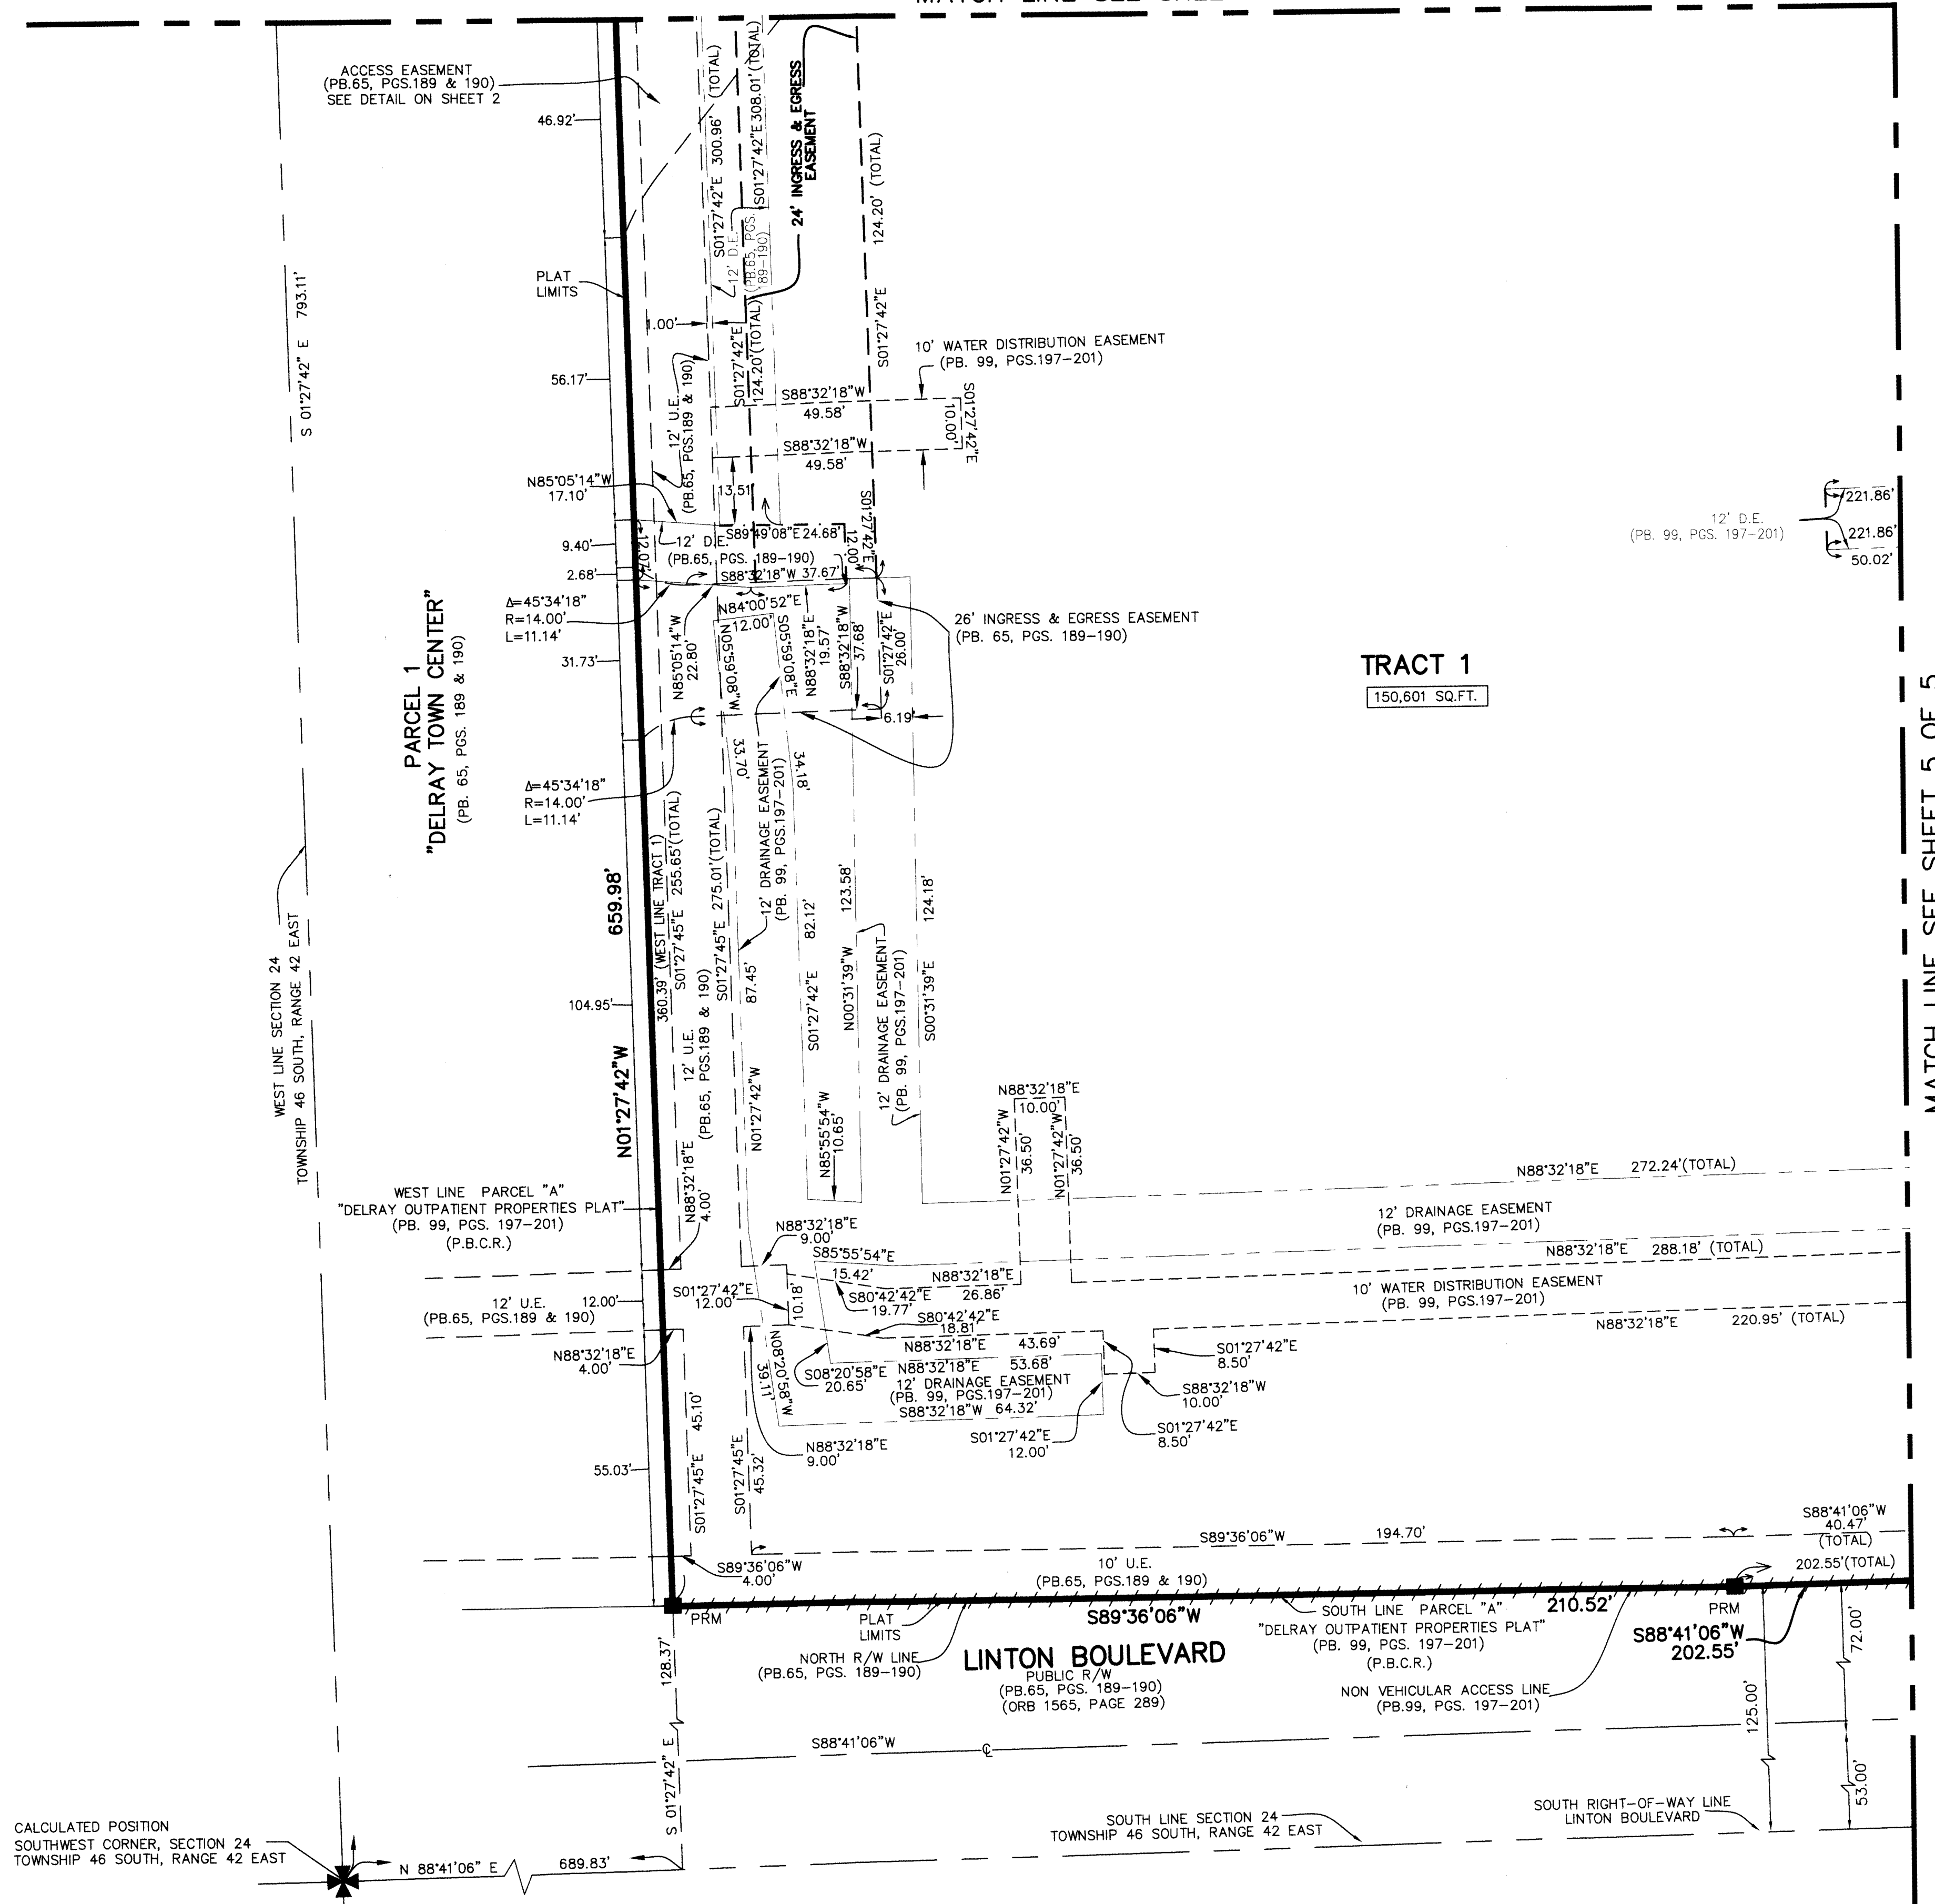 ACCESS EASEMENT
(PB.65, PGS.189 & 190)
SEE DETAIL ON SHEET 2
46.92'
S 01°27'42" E 793.11'
PLAT
LIMITS
56.17'
1.00'
S01°27'42"E 300.96' (TOTAL)
12' D.E.
(PB.65, PGS.
189-190)
S01°27'42"E 308.01' (TOTAL)
24' INGRESS & EGRESS
EASEMENT
124.20' (TOTAL)
S01°27'42"E
S01°27'42"E
124.20' (TOTAL)
12' U.E.
(PB.65, PGS.189 & 190)
10' WATER DISTRIBUTION EASEMENT
(PB. 99, PGS.197-201)
S88°32'18"W
49.58'
S01°27'42"E
10.00'
S88°32'18"W
49.58'
13.51'
N85°05'14"W
17.10'
9.40'
2.68'
12.07'
S89°49'08"E 24.68'
12' D.E.
(PB.65, PGS. 189-190)
12.00'
S01°27'42"E
S88°32'18"W 37.67'
Δ=45°34'18"
R=14.00'
L=11.14'
31.73'
N85°05'14"W
22.80'
N84°00'52"E
12.00'
N05°59'08"W
33.70'
S05°59'08"E
34.18'
N88°32'18"E
19.57'
S88°32'18"W
37.68'
S01°27'42"E
26.00'
6.19'
26' INGRESS & EGRESS EASEMENT
(PB. 65, PGS. 189-190)
TRACT 1
150,601 SQ.FT.
12' D.E.
(PB. 99, PGS. 197-201)
221.86'
221.86'
50.02'
MATCH LINE SEE SHEET 5 OF 5
PARCEL 1
"DELRAY TOWN CENTER"
(PB. 65, PGS. 189 & 190)
Δ=45°34'18"
R=14.00'
L=11.14'
WEST LINE SECTION 24
TOWNSHIP 46 SOUTH, RANGE 42 EAST
659.98'
N01°27'42"W
104.95'
360.39' (WEST LINE TRACT 1)
S01°27'45"E 255.65' (TOTAL)
12' U.E.
(PB.65, PGS.189 & 190)
S01°27'45"E 275.01' (TOTAL)
12' DRAINAGE EASEMENT
(PB. 99, PGS.197-201)
87.45'
N01°27'42"W
82.12'
S01°27'42"E
123.58'
N00°31'39"W
12' DRAINAGE EASEMENT
(PB. 99, PGS.197-201)
124.18'
S00°31'39"E
N85°55'54"W
10.65'
N88°32'18"E
10.00'
N01°27'42"W
36.50'
N01°27'42"W
36.50'
N88°32'18"E 272.24' (TOTAL)
12' DRAINAGE EASEMENT
(PB. 99, PGS.197-201)
N88°32'18"E 288.18' (TOTAL)
10' WATER DISTRIBUTION EASEMENT
(PB. 99, PGS.197-201)
N88°32'18"E 220.95' (TOTAL)
WEST LINE PARCEL "A"
"DELRAY OUTPATIENT PROPERTIES PLAT"
(PB. 99, PGS. 197-201)
(P.B.C.R.)
N88°32'18"E
4.00'
N88°32'18"E
9.00'
S85°55'54"E
15.42'
N88°32'18"E
26.86'
S80°42'42"E
19.77'
S01°27'42"E
12.00'
10.18'
12' U.E. 12.00'
(PB.65, PGS.189 & 190)
S80°42'42"E
18.81'
N88°32'18"E 43.69'
N88°32'18"E
4.00'
S08°20'58"E
20.65'
N88°32'18"E 53.68'
12' DRAINAGE EASEMENT
(PB. 99, PGS.197-201)
S88°32'18"W 64.32'
N08°20'58"W
39.11'
S01°27'42"E
8.50'
S88°32'18"W
10.00'
S01°27'42"E
8.50'
S01°27'42"E
12.00'
N88°32'18"E
9.00'
55.03'
S01°27'45"E 45.10'
S01°27'45"E
45.32'
S89°36'06"W
4.00'
S89°36'06"W 194.70'
S88°41'06"W
40.47'
(TOTAL)
10' U.E.
(PB.65, PGS.189 & 190)
202.55' (TOTAL)
PRM
PLAT
LIMITS
S89°36'06"W
210.52'
PRM
SOUTH LINE PARCEL "A"
"DELRAY OUTPATIENT PROPERTIES PLAT"
(PB. 99, PGS. 197-201)
(P.B.C.R.)
S88°41'06"W
202.55'
72.00'
NORTH R/W LINE
(PB.65, PGS. 189-190)
LINTON BOULEVARD
PUBLIC R/W
(PB.65, PGS. 189-190)
(ORB 1565, PAGE 289)
NON VEHICULAR ACCESS LINE
(PB.99, PGS. 197-201)
125.00'
128.37'
S 01°27'42" E
S88°41'06"W
53.00'
SOUTH RIGHT-OF-WAY LINE
LINTON BOULEVARD
SOUTH LINE SECTION 24
TOWNSHIP 46 SOUTH, RANGE 42 EAST
CALCULATED POSITION
SOUTHWEST CORNER, SECTION 24
TOWNSHIP 46 SOUTH, RANGE 42 EAST
N 88°41'06" E 689.83'